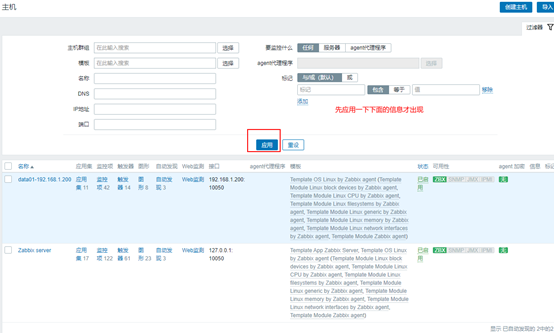 主机
创建主机 导入
过滤器
主机群组 在此输入搜索 选择 要监控什么 任何 服务器 agent代理程序
模板 在此输入搜索 选择 agent代理程序 选择
名称 标记 与/或（默认） 或
DNS 标记 包含 等于 值 移除
添加
IP地址 先应用一下下面的信息才出现
端口
应用 重设
名称 应用集 监控项 触发器 图形 自动发现 Web监测 接口 agent代理程序 模板 状态 可用性 agent 加密 信息 标记
data01-192.168.1.200 应用集 11 监控项 42 触发器 14 图形 8 自动发现 3 Web监测 192.168.1.200: 10050 Template OS Linux by Zabbix agent (Template
Module Linux block devices by Zabbix agent,
Template Module Linux CPU by Zabbix agent,
Template Module Linux filesystems by Zabbix
agent, Template Module Linux generic by Zabbix
agent, Template Module Linux memory by Zabbix
agent, Template Module Linux network interfaces
by Zabbix agent, Template Module Zabbix agent)
已启用 ZBX SNMP JMX IPMI 无
Zabbix server 应用集 17 监控项 122 触发器 61 图形 23 自动发现 3 Web监测 127.0.0.1: 10050 Template App Zabbix Server, Template OS Linux
by Zabbix agent (Template Module Linux block
devices by Zabbix agent, Template Module Linux
CPU by Zabbix agent, Template Module Linux
filesystems by Zabbix agent, Template Module
Linux generic by Zabbix agent, Template Module
Linux memory by Zabbix agent, Template Module
Linux network interfaces by Zabbix agent,
Template Module Zabbix agent)
已启用 ZBX SNMP JMX IPMI 无
显示 已自动发现的 2中的2